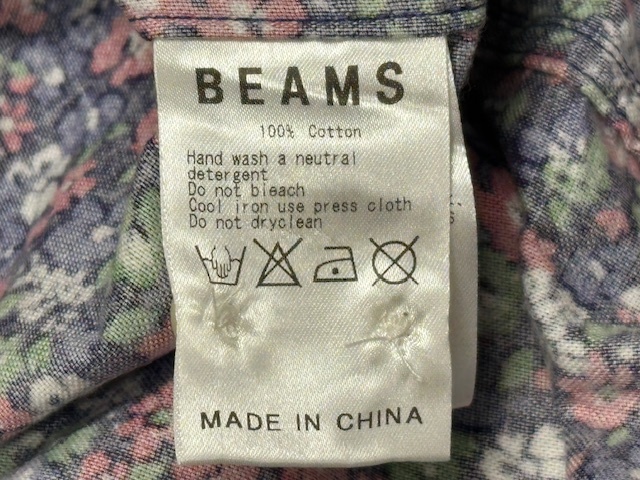 BEAMS
100% Cotton
Hand wash a neutral
detergent
Do not bleach
Cool iron use press cloth
Do not dryclean
MADE IN CHINA